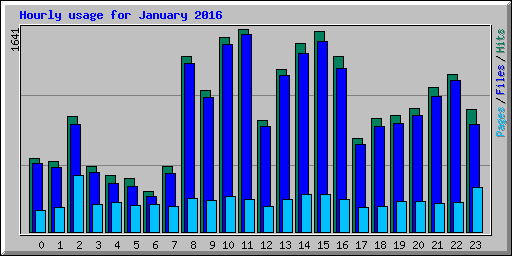 Hourly usage for January 2016
1641
Pages / Files / Hits
0 1 2 3 4 5 6 7 8 9 10 11 12 13 14 15 16 17 18 19 20 21 22 23